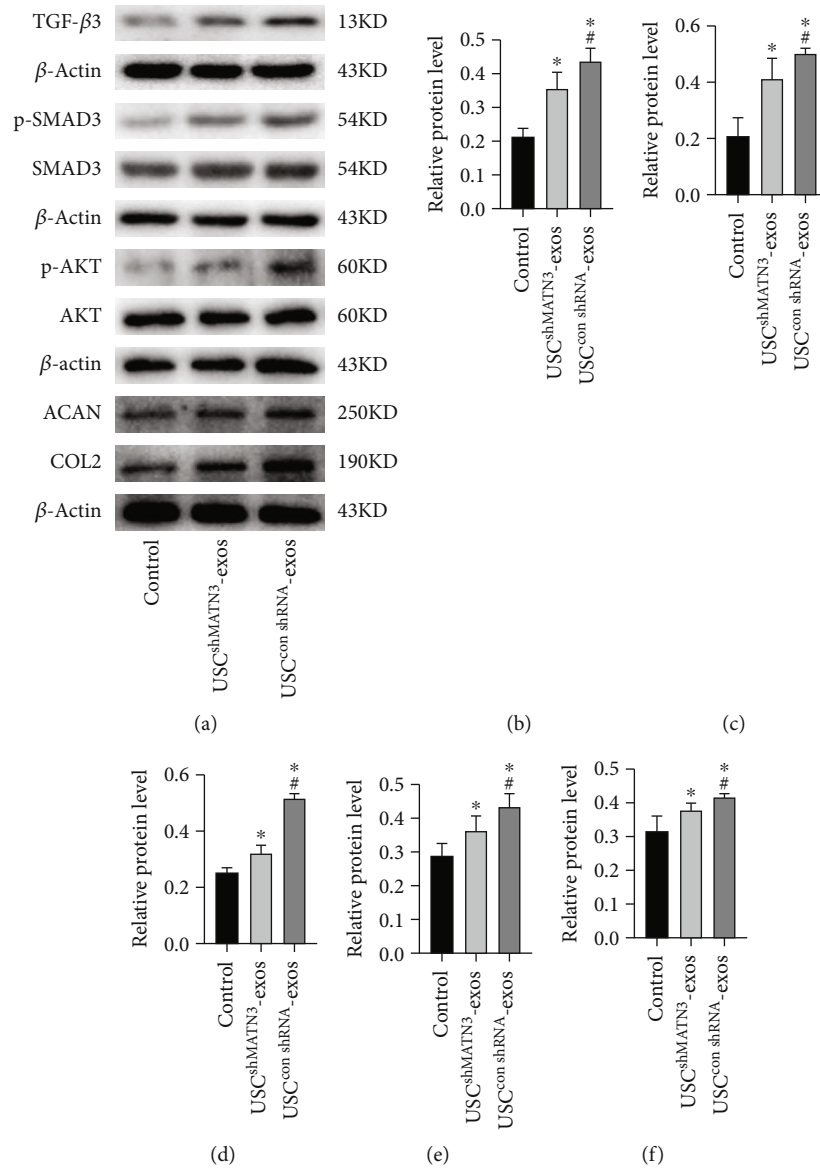 TGF-β3 13KD
β-Actin 43KD
p-SMAD3 54KD
SMAD3 54KD
β-Actin 43KD
p-AKT 60KD
AKT 60KD
β-actin 43KD
ACAN 250KD
COL2 190KD
β-Actin 43KD
Control
USCshMATN3-exos
USCcon shRNA-exos
(a)
Relative protein level
0.5
0.4
0.3
0.2
0.1
0.0
*
*
#
Control
USCshMATN3-exos
USCcon shRNA-exos
(b)
Relative protein level
0.6
0.4
0.2
0.0
*
*
#
Control
USCshMATN3-exos
USCcon shRNA-exos
(c)
Relative protein level
0.6
0.4
0.2
0.0
*
*
#
Control
USCshMATN3-exos
USCcon shRNA-exos
(d)
Relative protein level
0.5
0.4
0.3
0.2
0.1
0.0
*
*
#
Control
USCshMATN3-exos
USCcon shRNA-exos
(e)
Relative protein level
0.5
0.4
0.3
0.2
0.1
0.0
*
*
#
Control
USCshMATN3-exos
USCcon shRNA-exos
(f)